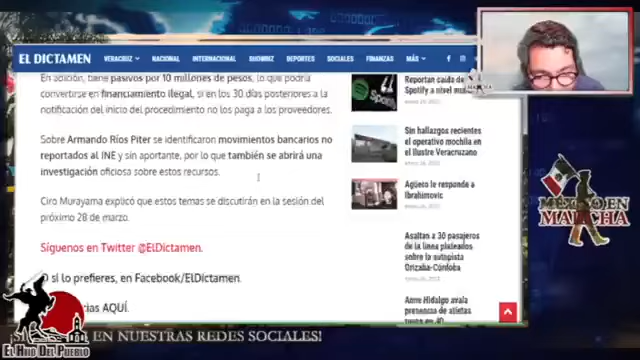 EL DICTAMEN
VERACRUZ
NACIONAL
INTERNACIONAL
SHOWBIZ
DEPORTES
SOCIALES
FINANZAS
MÁS
En adición, tiene pasivos por 10 millones de pesos, lo que podría
convertirse en financiamiento ilegal, si en los 30 días posteriores a la
notificación del inicio del procedimiento no los paga a los proveedores.
Sobre Armando Ríos Piter se identificaron movimientos bancarios no
reportados al INE y sin aportante, por lo que también se abrirá una
investigación oficiosa sobre estos recursos.
Ciro Murayama explicó que estos temas se discutirán en la sesión del
próximo 28 de marzo.
Síguenos en Twitter @ElDictamen.
O si lo prefieres, en Facebook/ElDictamen.
AQUÍ.
Reportan caída de
Spotify a nivel
Sin hallazgos recientes
el operativo mochila en
el Ilustre Veracruzano
Agüeso le responde a
Ibrahimovic
Asaltan a 30 pasajeros
de la línea plateados
sobre la autopista
Orizaba-Córdoba
Anne Hidalgo avala
presencia de atletas
MÉXICO EN
MARCHA
EN NUESTRAS REDES SOCIALES!
EL HIJO DEL PUEBLO